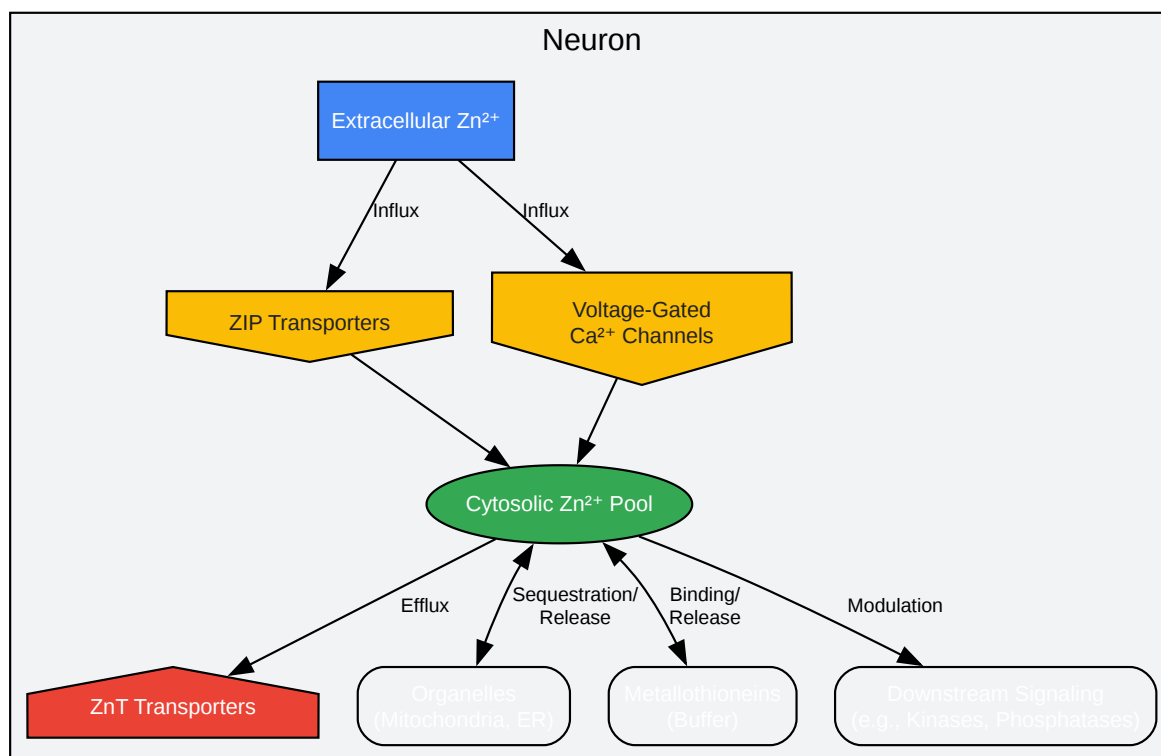 Neuron
Extracellular Zn²⁺
Influx
Influx
ZIP Transporters
Voltage-Gated
Ca²⁺ Channels
Cytosolic Zn²⁺ Pool
Efflux
Sequestration/
Release
Binding/
Release
Modulation
ZnT Transporters
Organelles
(Mitochondria, ER)
Metallothioneins
(Buffer)
Downstream Signaling
(e.g., Kinases, Phosphatases)